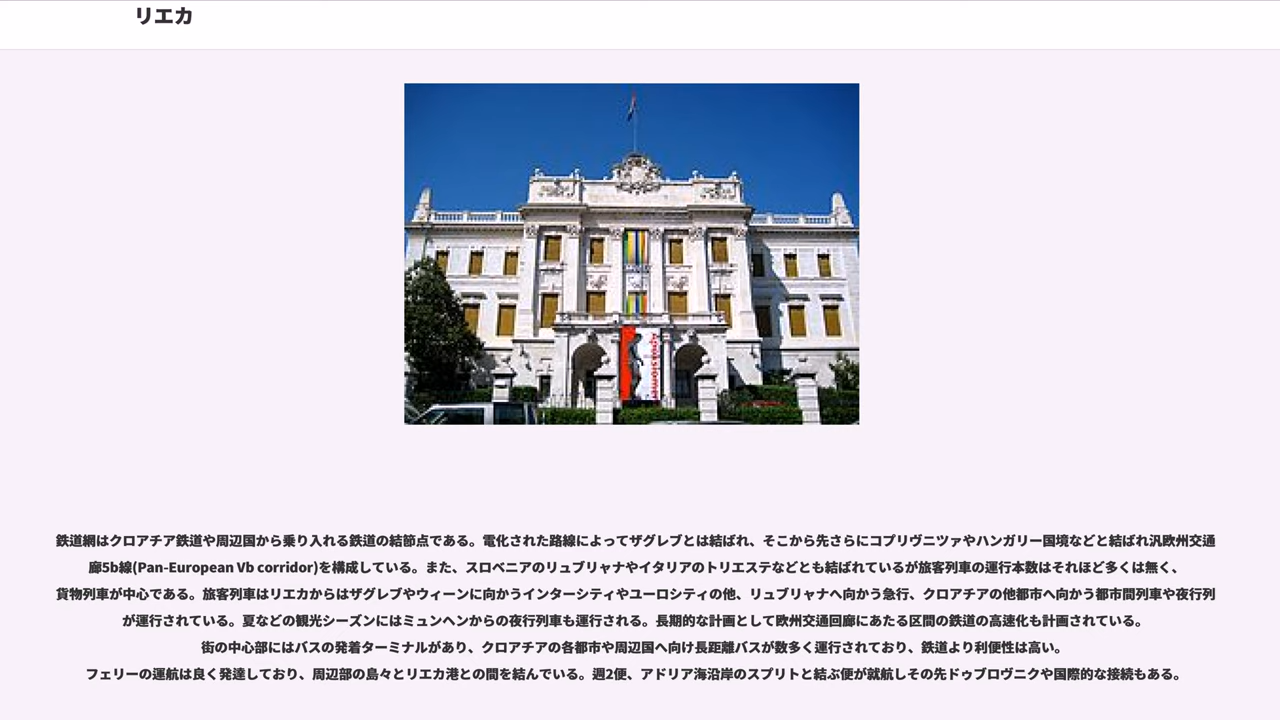 リエカ
鉄道網はクロアチア鉄道や周辺国から乗り入れる鉄道の結節点である。電化された路線によってザグレブとは結ばれ、そこから先さらにコプリヴニツァやハンガリー国境などと結ばれ汎欧州交通
廊5b線(Pan-European Vb corridor)を構成している。また、スロベニアのリュブリャナやイタリアのトリエステなどとも結ばれているが旅客列車の運行本数はそれほど多くは無く、
貨物列車が中心である。旅客列車はリエカからはザグレブやウィーンに向かうインターシティやユーロシティの他、リュブリャナへ向かう急行、クロアチアの他都市へ向かう都市間列車や夜行列
が運行されている。夏などの観光シーズンにはミュンヘンからの夜行列車も運行される。長期的な計画として欧州交通回廊にあたる区間の鉄道の高速化も計画されている。
街の中心部にはバスの発着ターミナルがあり、クロアチアの各都市や周辺国へ向け長距離バスが数多く運行されており、鉄道より利便性は高い。
フェリーの運航は良く発達しており、周辺部の島々とリエカ港との間を結んでいる。週2便、アドリア海沿岸のスプリトと結ぶ便が就航しその先ドゥブロヴニクや国際的な接続もある。